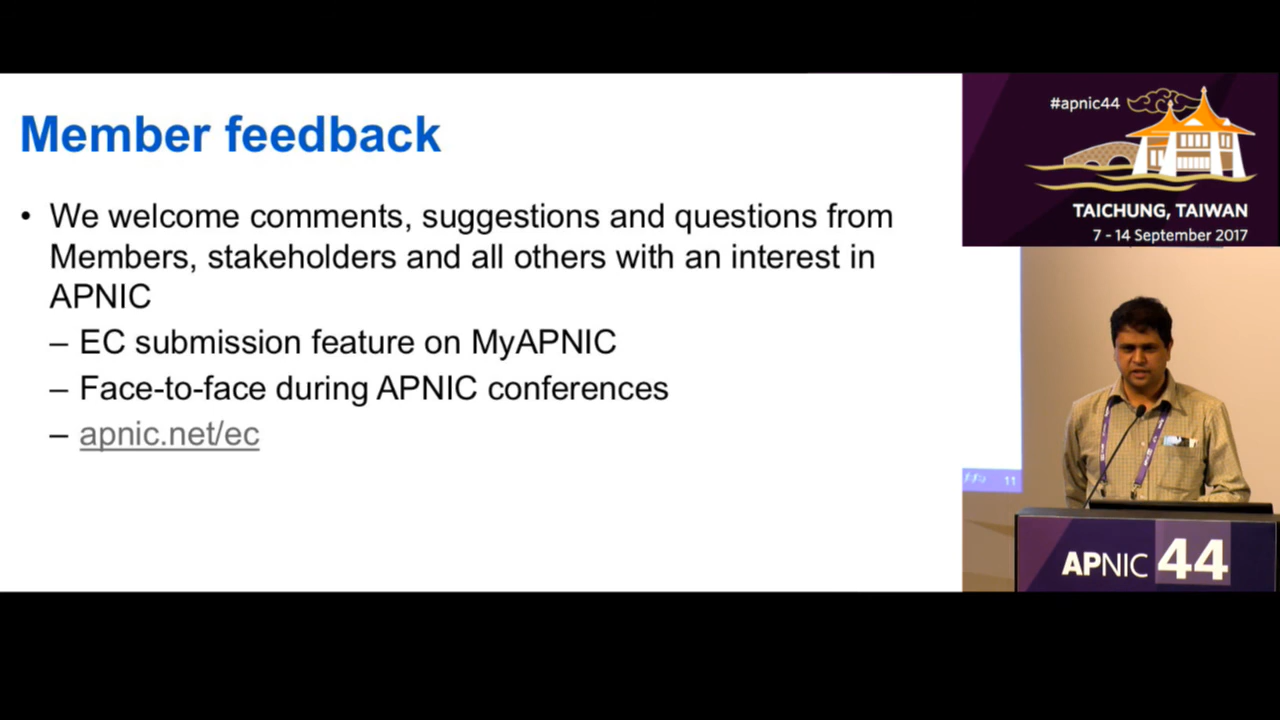 Member feedback
• We welcome comments, suggestions and questions from
Members, stakeholders and all others with an interest in
APNIC
– EC submission feature on MyAPNIC
– Face-to-face during APNIC conferences
– apnic.net/ec
#apnic44
TAICHUNG, TAIWAN
7 - 14 September 2017
11
APNIC 44